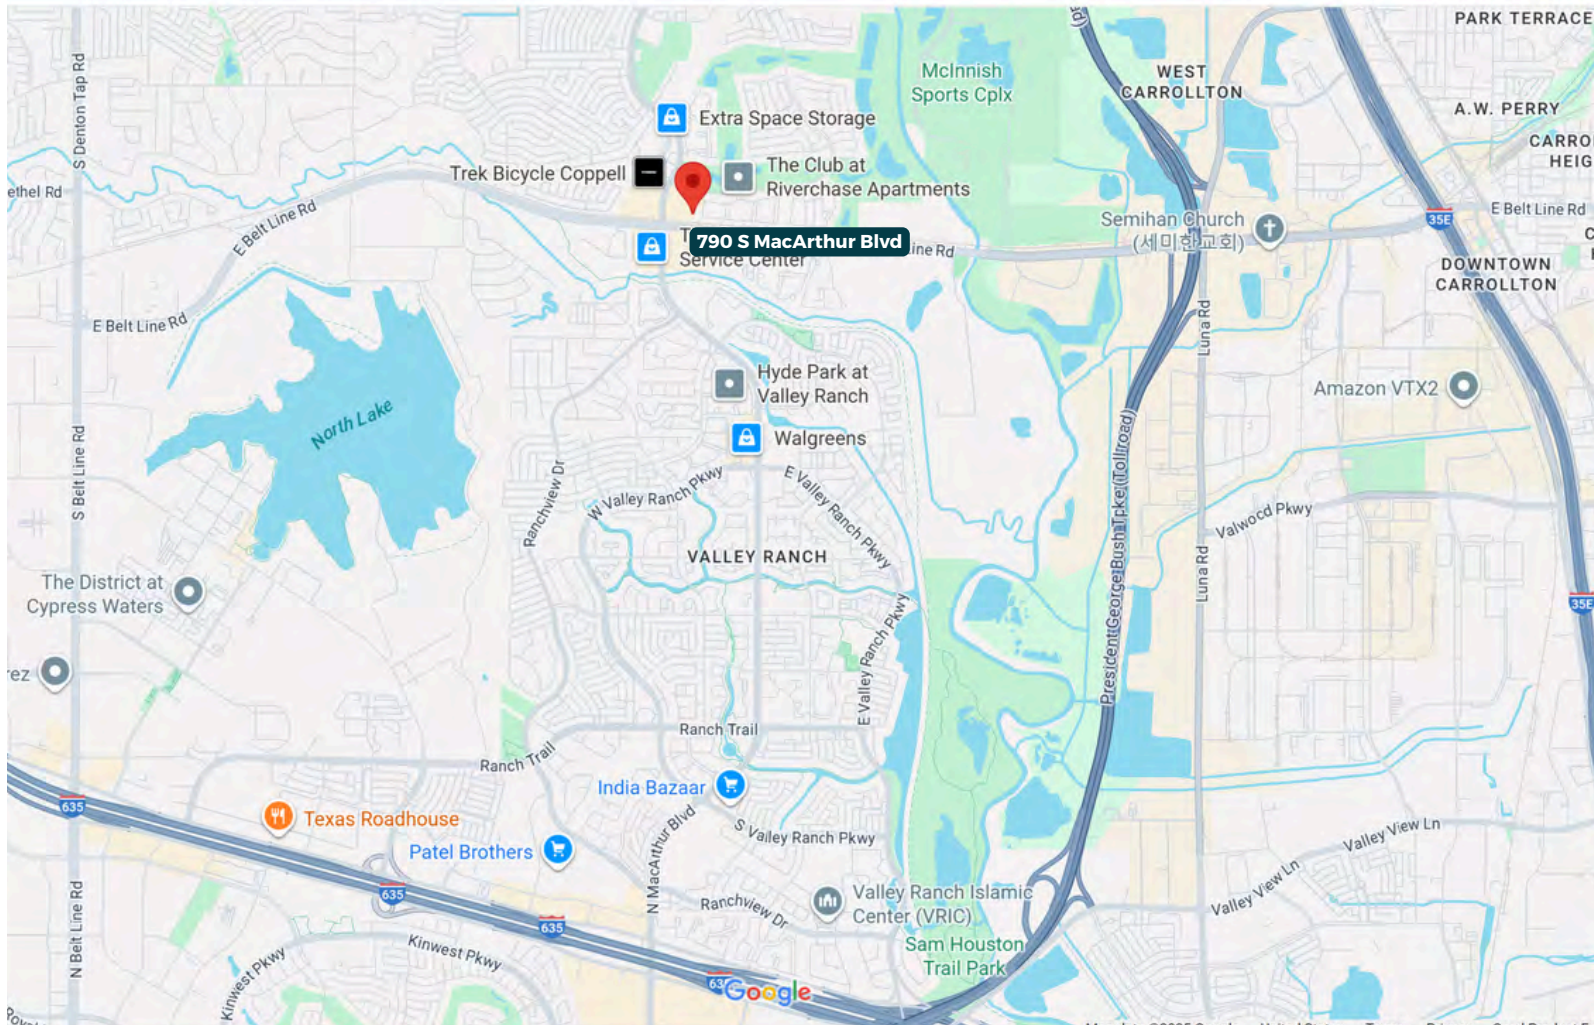 PARK TERRACE
WEST
CARROLLTON
McInnish
Sports Cplx
A.W. PERRY
S Denton Tap Rd
Extra Space Storage
CARRO
HEIG
Trek Bicycle Coppell
The Club at
Riverchase Apartments
ethel Rd
E Belt Line Rd
E Belt Line Rd
35E
Semihan Church
(세미한교회)
790 S MacArthur Blvd
Service Center
Line Rd
DOWNTOWN
CARROLLTON
E Belt Line Rd
Luna Rd
Hyde Park at
Valley Ranch
Amazon VTX2
North Lake
Walgreens
S Belt Line Rd
Ranchview Dr
W Valley Ranch Pkwy
E Valley Ranch Pkwy
President George Bush Tpke (Toll road)
Valwood Pkwy
VALLEY RANCH
Luna Rd
The District at
Cypress Waters
35E
E Valley Ranch Pkwy
rez
Ranch Trail
Ranch Trail
India Bazaar
635
Texas Roadhouse
N MacArthur Blvd
S Valley Ranch Pkwy
Valley View Ln
Patel Brothers
635
Valley View Ln
Valley Ranch Islamic
Center (VRIC)
Ranchview Dr
635
N Belt Line Rd
Kinwest Pkwy
Kinwest Pkwy
Sam Houston
Trail Park
Google